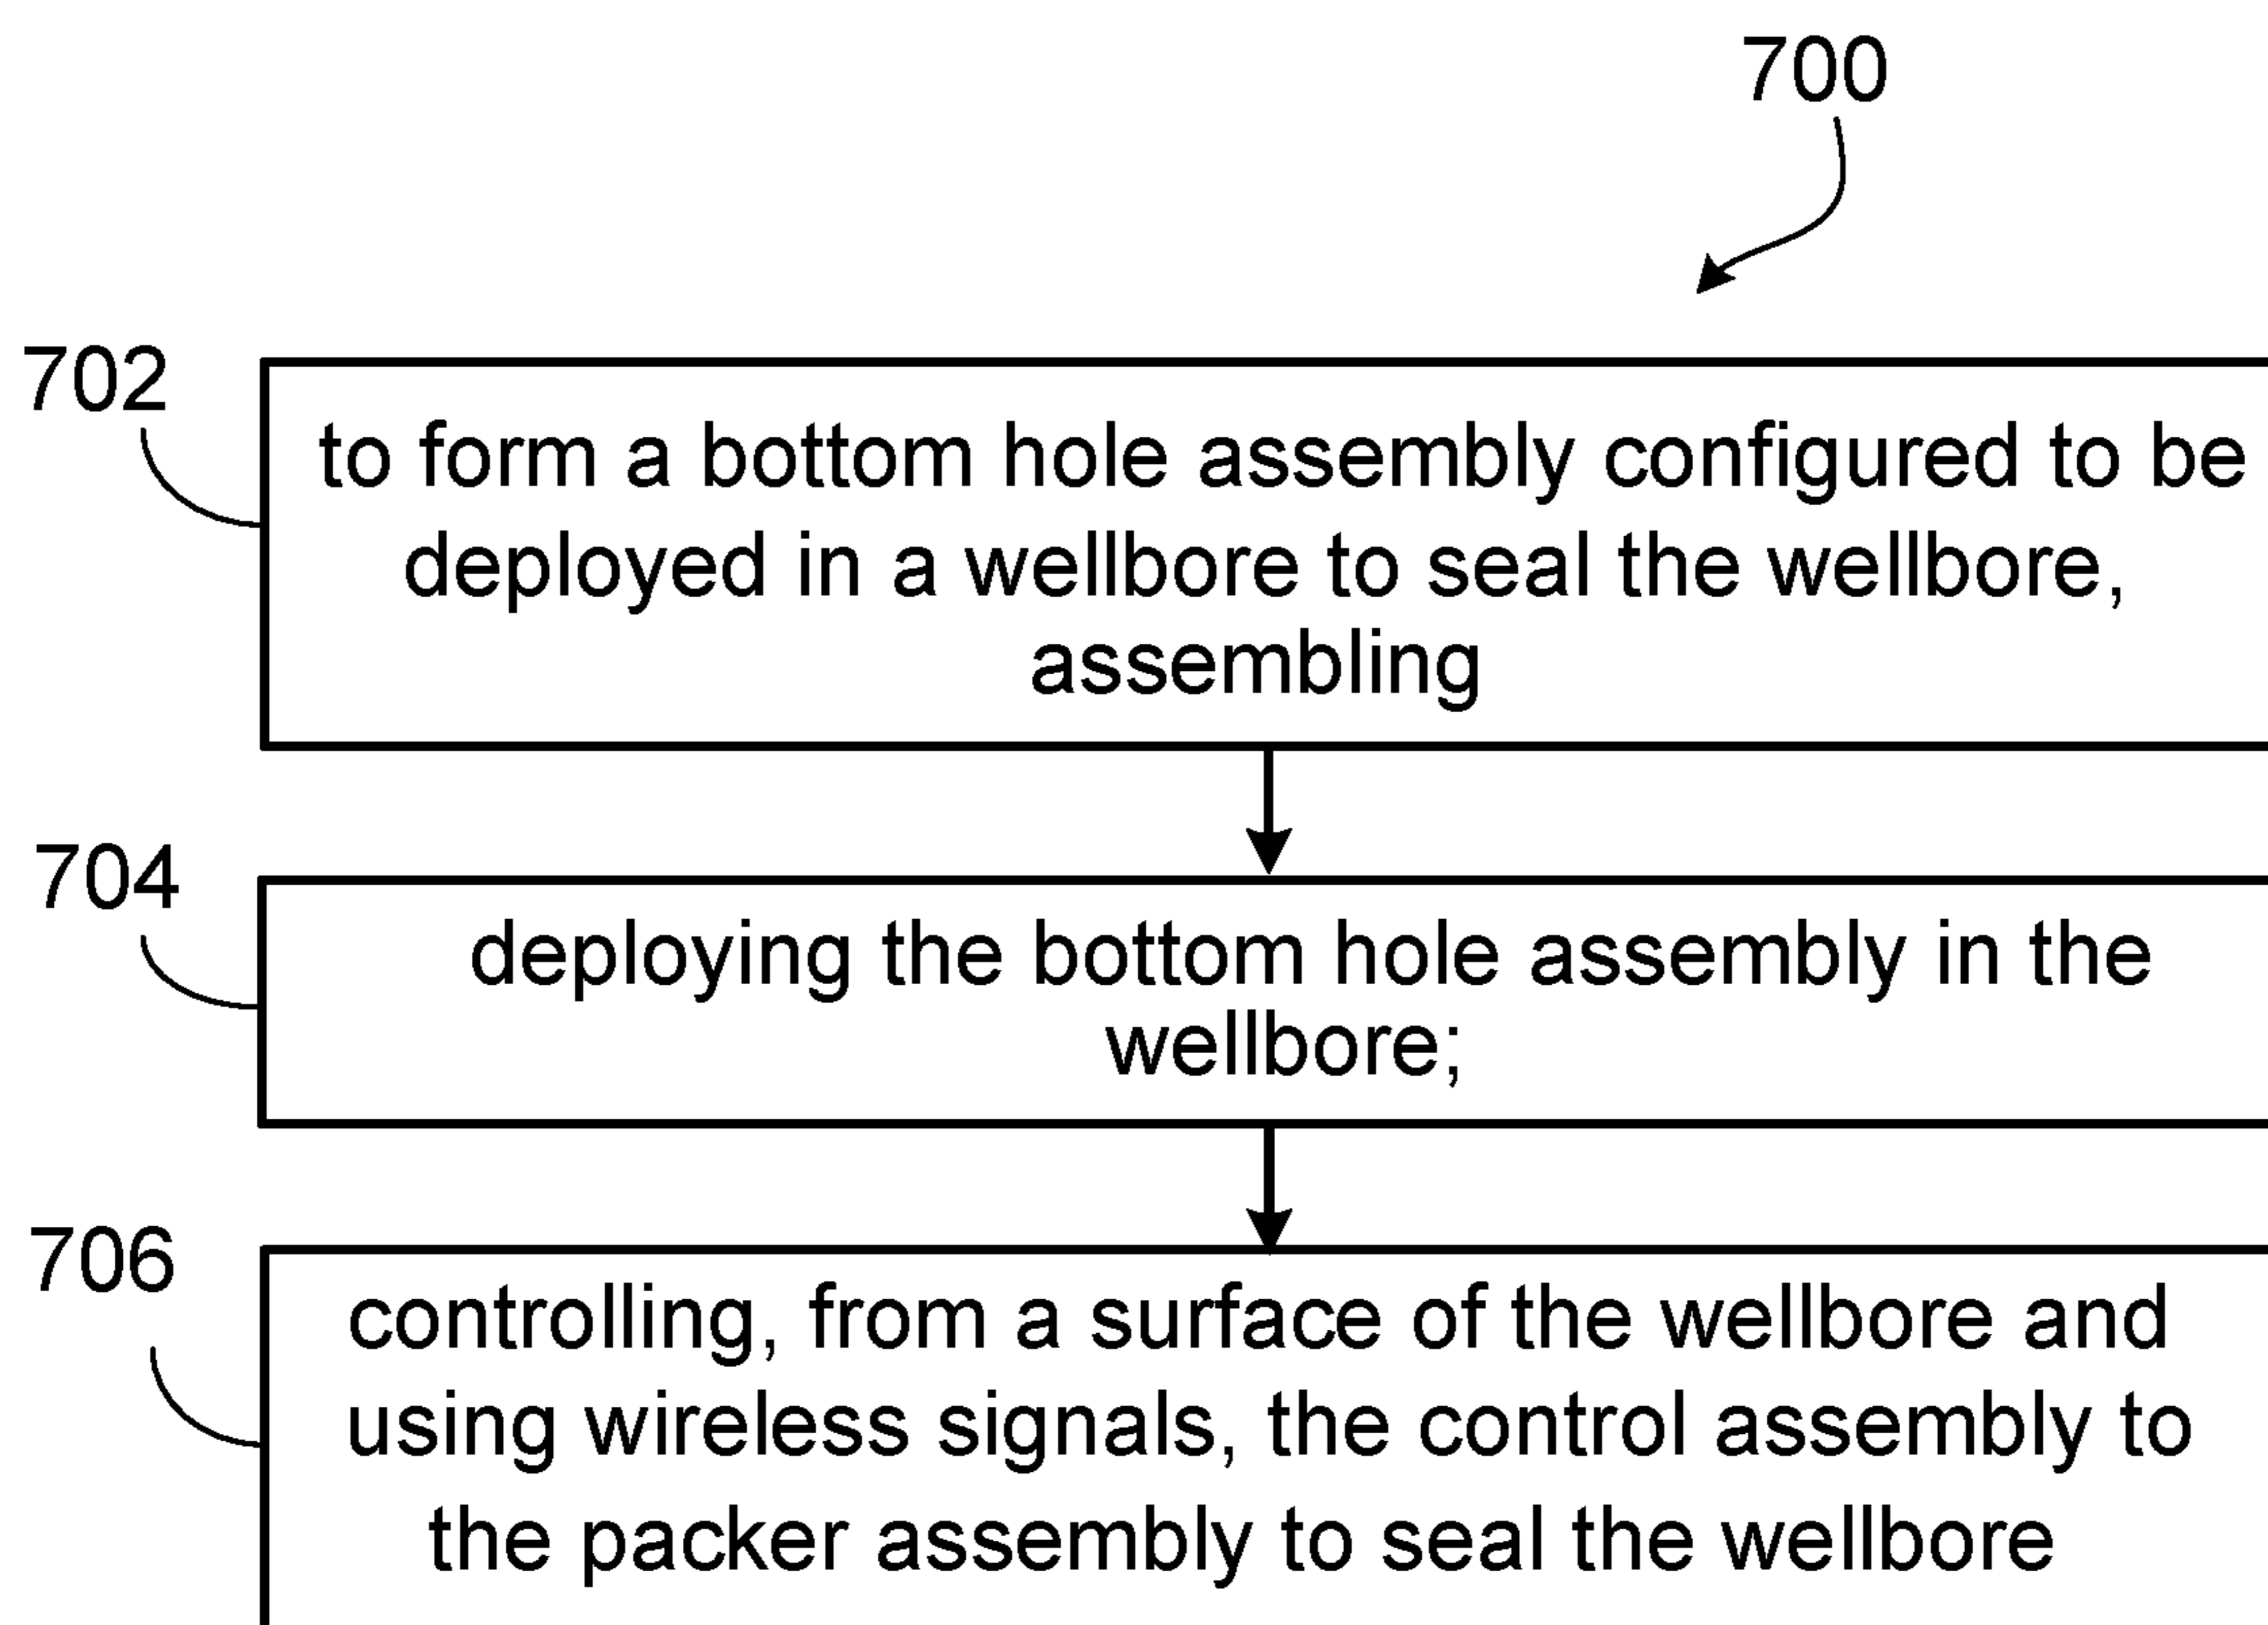 700
702
to form a bottom hole assembly configured to be
deployed in a wellbore to seal the wellbore,
assembling
704
deploying the bottom hole assembly in the
wellbore;
706
controlling, from a surface of the wellbore and
using wireless signals, the control assembly to
the packer assembly to seal the wellbore